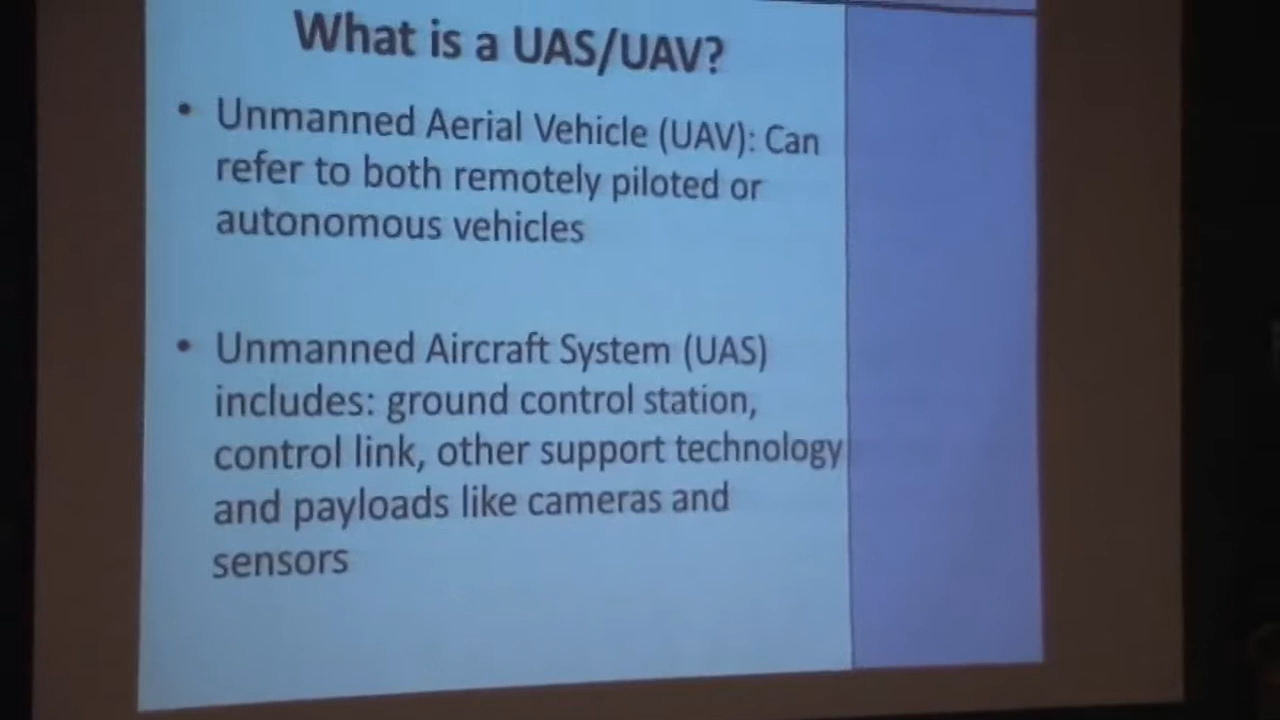 What is a UAS/UAV?
• Unmanned Aerial Vehicle (UAV): Can
refer to both remotely piloted or
autonomous vehicles
• Unmanned Aircraft System (UAS)
includes: ground control station,
control link, other support technology
and payloads like cameras and
sensors